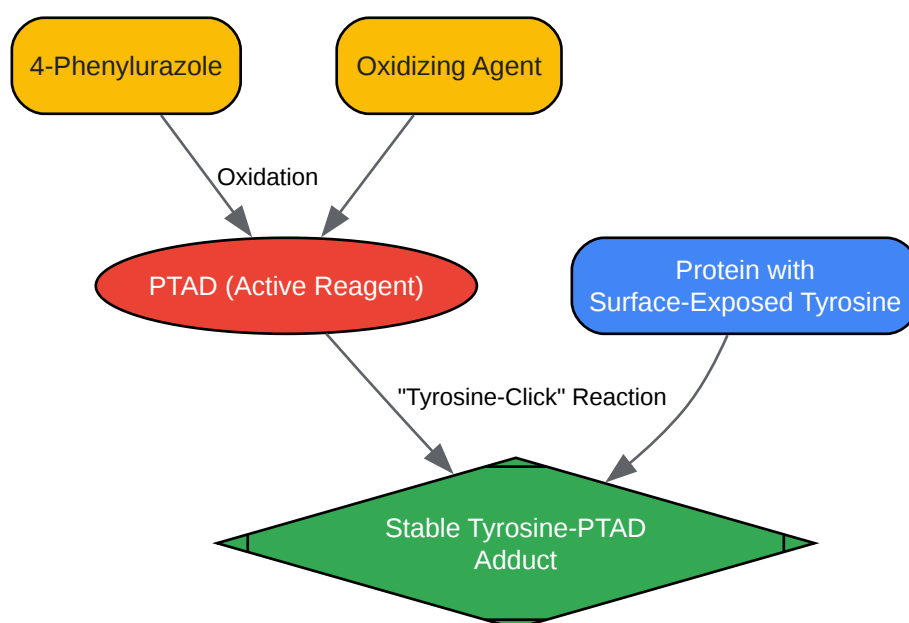 4-Phenylurazole
Oxidizing Agent
Oxidation
PTAD (Active Reagent)
Protein with
Surface-Exposed Tyrosine
"Tyrosine-Click" Reaction
Stable Tyrosine-PTAD
Adduct